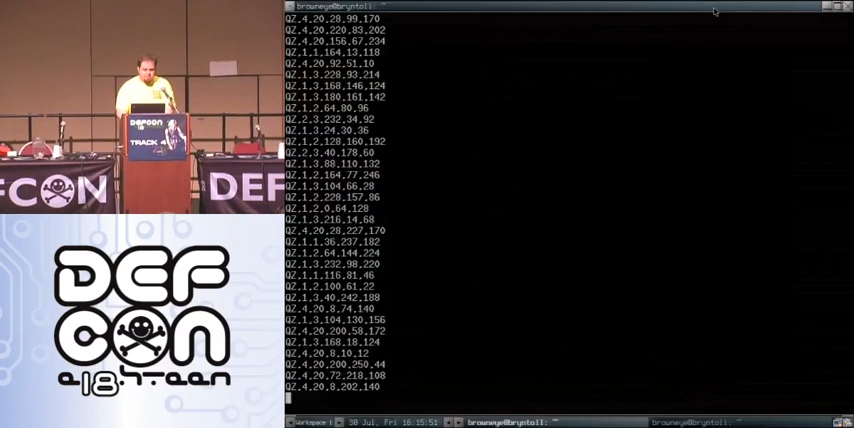 browneye@bryntoll: ~
QZ,4,20,28,99,170
QZ,4,20,220,83,202
QZ,4,20,156,67,234
QZ,1,1,164,13,118
QZ,4,20,92,51,10
QZ,1,3,228,93,214
QZ,1,3,168,146,124
QZ,1,3,180,161,142
QZ,1,2,64,80,96
QZ,2,3,232,34,92
QZ,1,3,24,30,36
QZ,1,2,128,160,192
QZ,2,3,40,178,60
QZ,1,3,88,110,132
QZ,1,2,164,77,246
QZ,1,3,104,66,28
QZ,1,2,228,157,86
QZ,1,2,0,64,128
QZ,1,3,216,14,68
QZ,4,20,28,227,170
QZ,1,1,36,237,182
QZ,1,2,64,144,224
QZ,1,3,232,98,220
QZ,1,1,116,81,46
QZ,1,2,100,61,22
QZ,1,3,40,242,188
QZ,4,20,8,74,140
QZ,1,3,104,130,156
QZ,4,20,200,58,172
QZ,1,3,168,18,124
QZ,4,20,8,10,12
QZ,4,20,200,250,44
QZ,4,20,72,218,108
QZ,4,20,8,202,140
Workspace 1
30 Jul, Fri 16:15:51
browneye@bryntoll: ~
browneye@bryntoll: ~
DEFCON
18
TRACK 4
FCON
DEF
DEF
CON
e18hteen